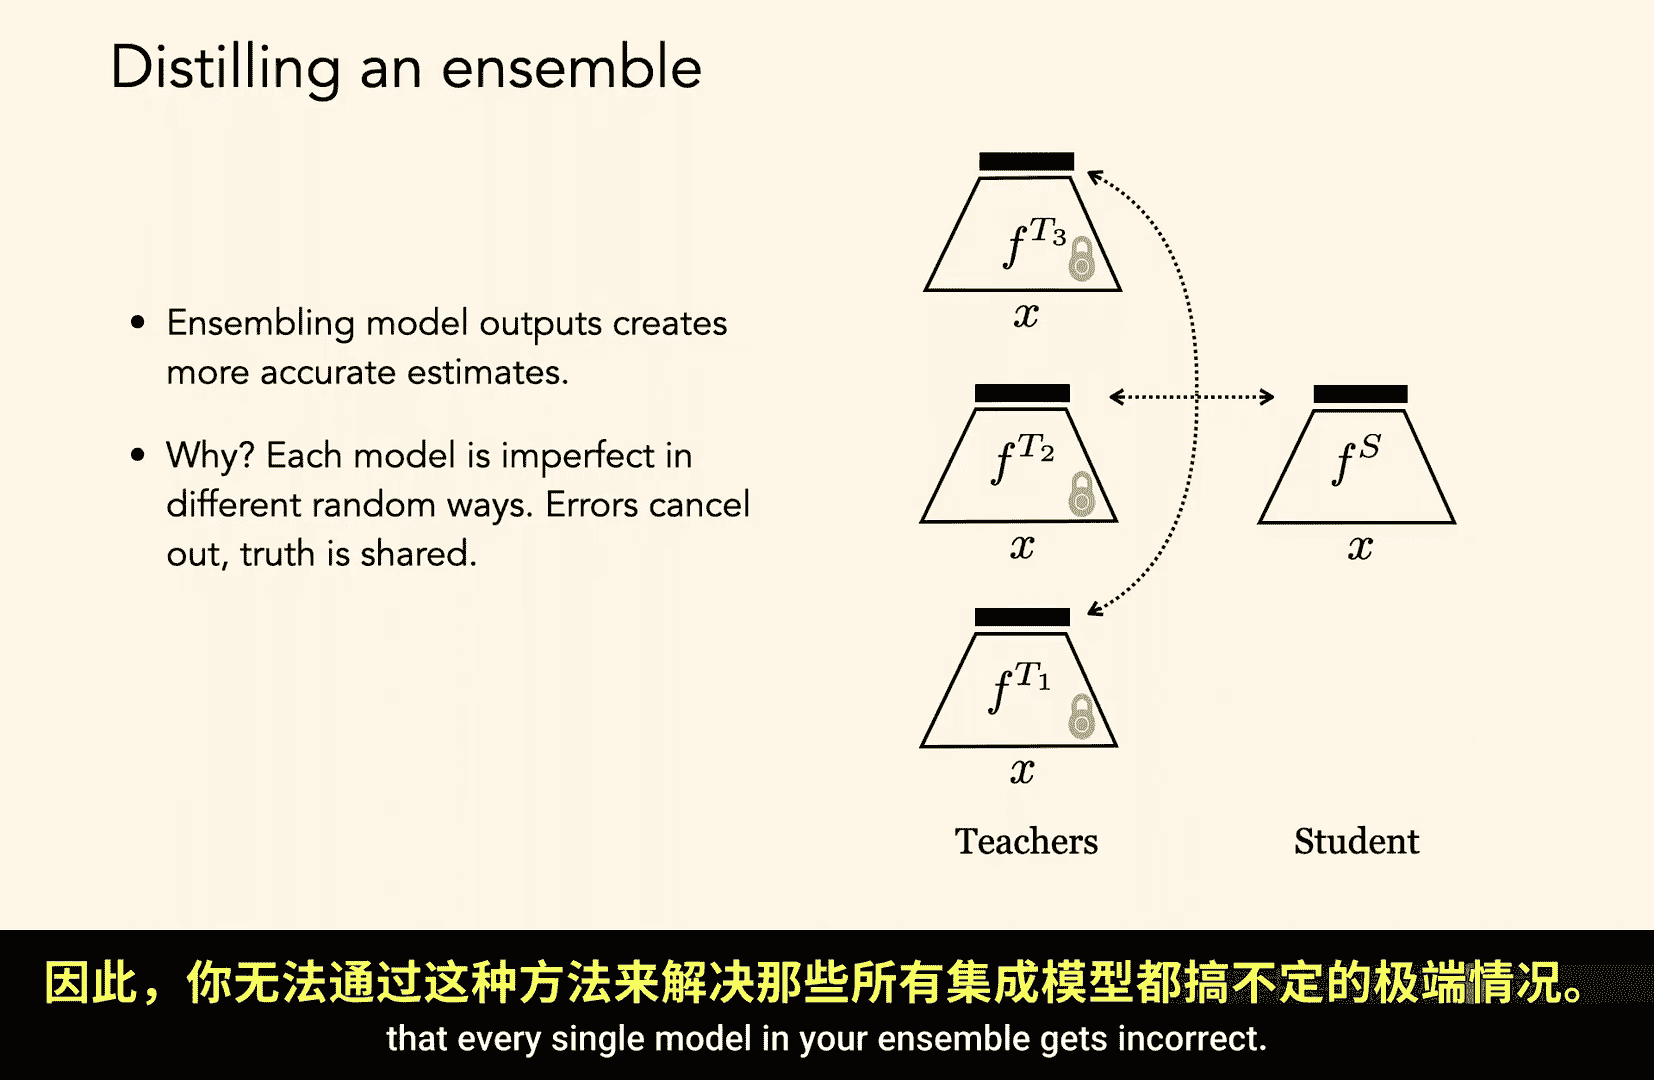 Distilling an ensemble
• Ensembling model outputs creates
more accurate estimates.
• Why? Each model is imperfect in
different random ways. Errors cancel
out, truth is shared.
f^{T_3}
x
f^{T_2}
x
f^S
x
f^{T_1}
x
Teachers
Student
因此，你无法通过这种方法来解决那些所有集成模型都搞不定的极端情况。
that every single model in your ensemble gets incorrect.